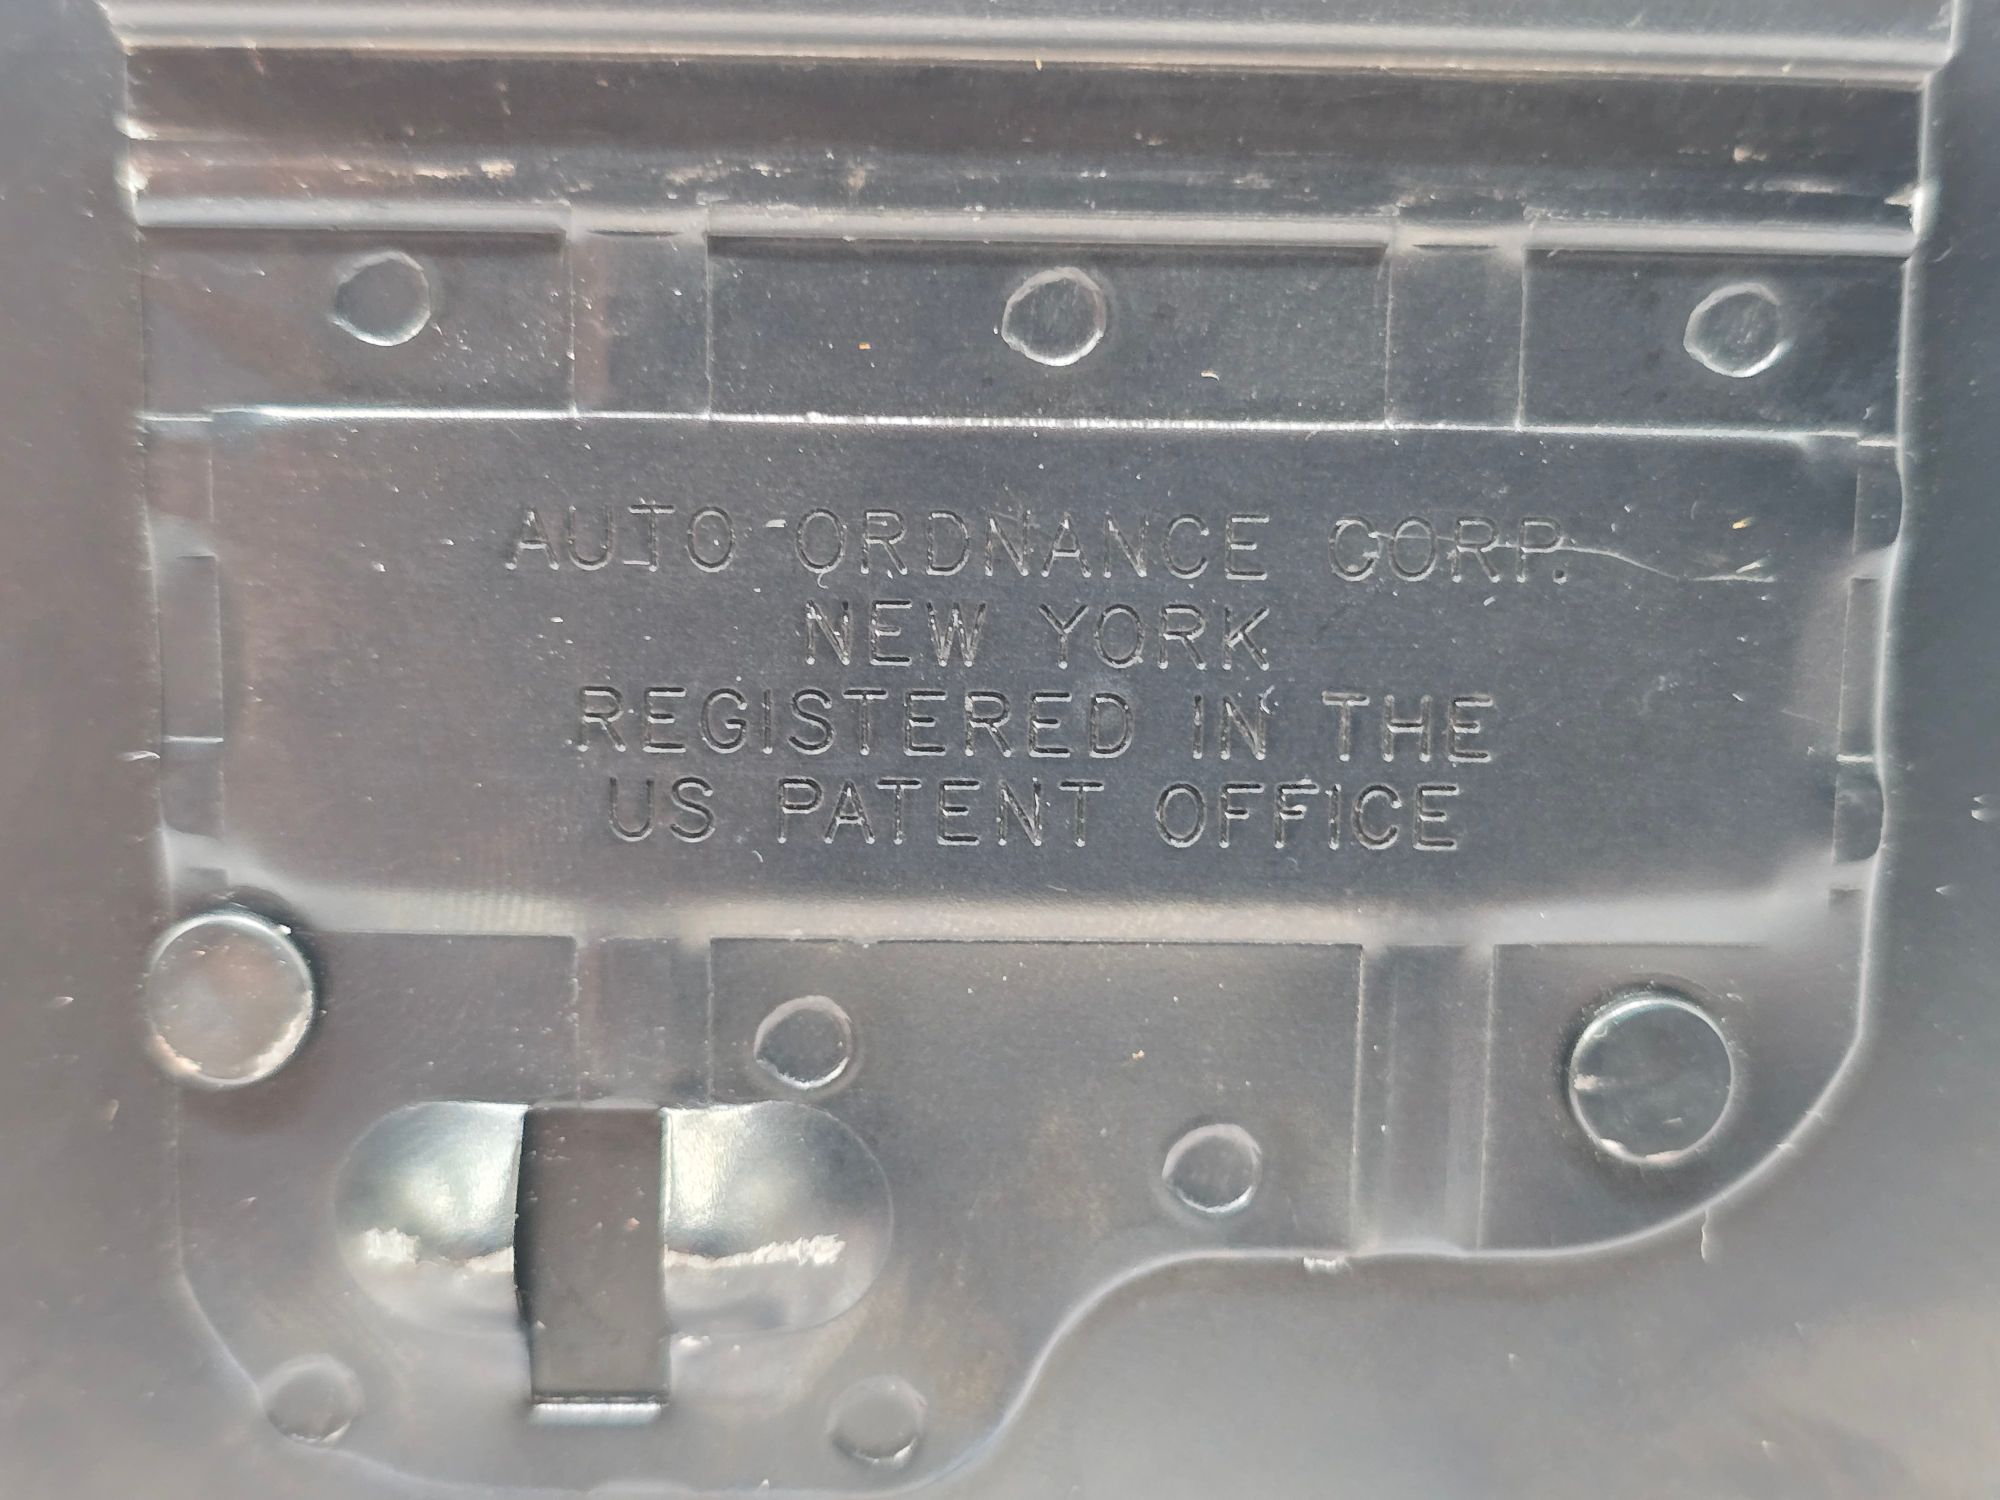 AUTO-ORDNANCE CORP.
NEW YORK
REGISTERED IN THE
US PATENT OFFICE